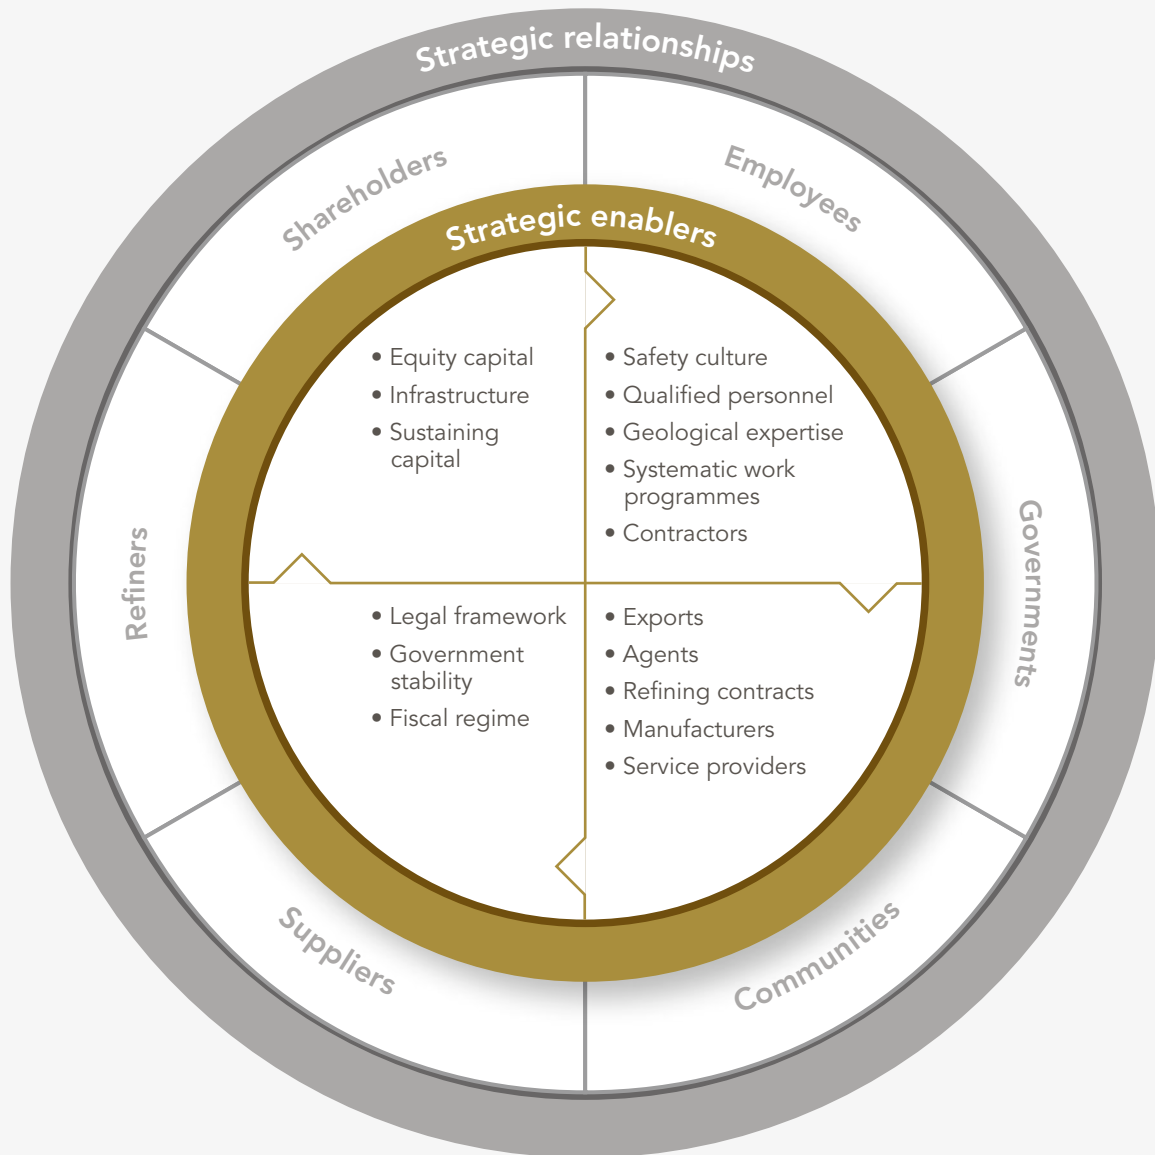 Strategic relationships
Shareholders
Employees
Governments
Communities
Suppliers
Refiners
Strategic enablers
• Equity capital
• Infrastructure
• Sustaining
capital
• Safety culture
• Qualified personnel
• Geological expertise
• Systematic work
programmes
• Contractors
• Legal framework
• Government
stability
• Fiscal regime
• Exports
• Agents
• Refining contracts
• Manufacturers
• Service providers